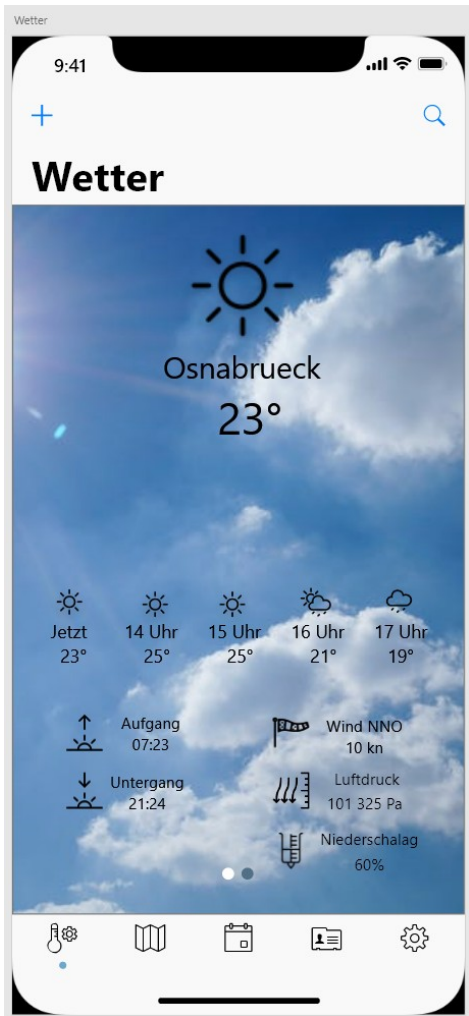 Wetter
9:41
Wetter
Osnabrueck
23°
Jetzt 14 Uhr 15 Uhr 16 Uhr 17 Uhr
23° 25° 25° 21° 19°
Aufgang
07:23
Wind NNO
10 kn
Untergang
21:24
Luftdruck
101 325 Pa
Niederschalag
60%